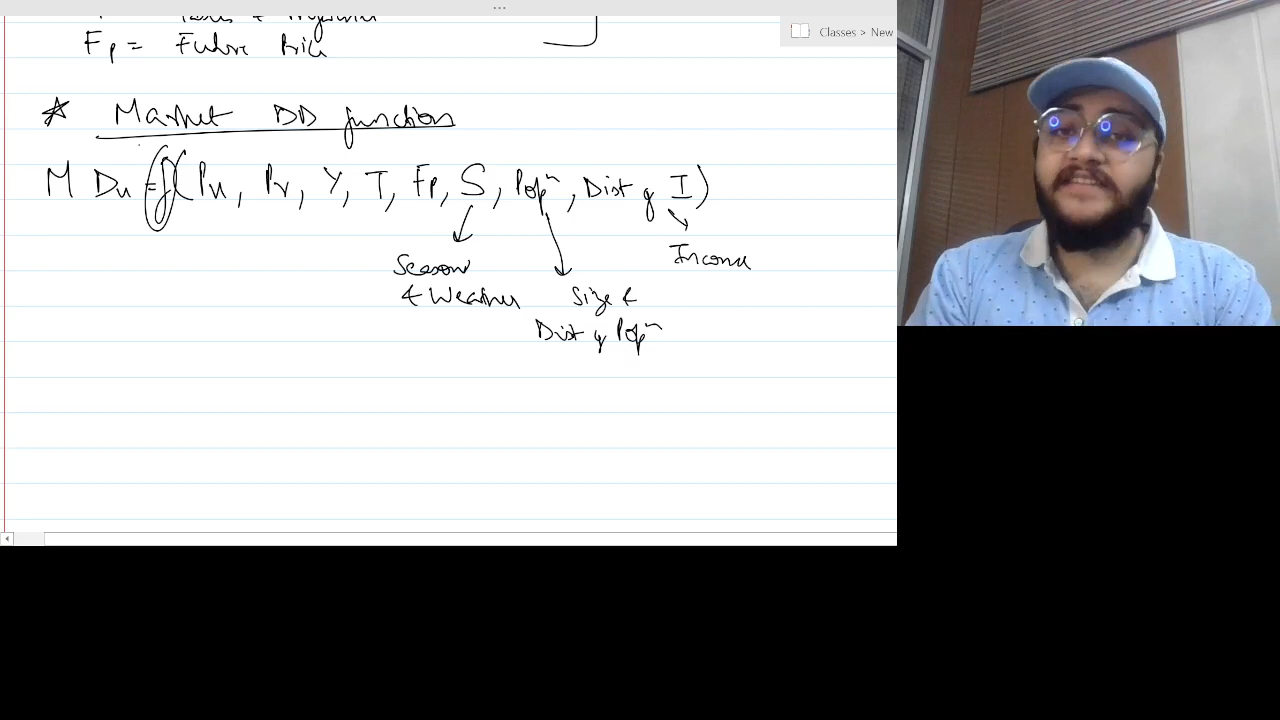 Classes > New
Fp = Future Price
* Market DD function
M Dx = f(Px, Pr, Y, T, Fp, S, Popⁿ, Dist of I)
Season & Weather
Size & Dist of Popⁿ
Income